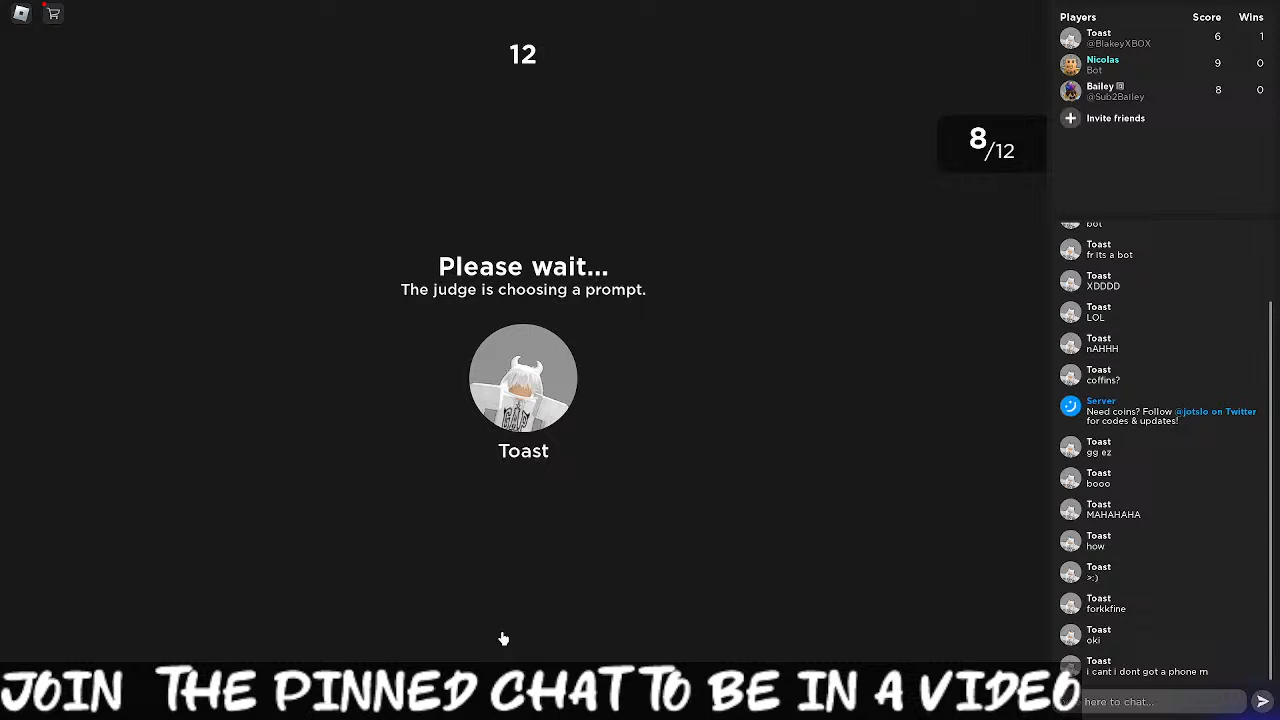 12
8/12
Please wait...
The judge is choosing a prompt.
Toast
Players Score Wins
Toast 6 1
@BlakeyXBOX
Nicolas 9 0
Bot
Bailey 8 0
@Sub2Bailey
Invite friends
bot
Toast
fr its a bot
Toast
XDDDD
Toast
LOL
Toast
nAHHH
Toast
coffins?
Server
Need coins? Follow @jotslo on Twitter
for codes & updates!
Toast
gg ez
Toast
booo
Toast
MAHAHAHA
Toast
how
Toast
>:)
Toast
forkkfine
Toast
oki
Toast
I cant i dont got a phone m
here to chat...
JOIN THE PINNED CHAT TO BE IN A VIDEO